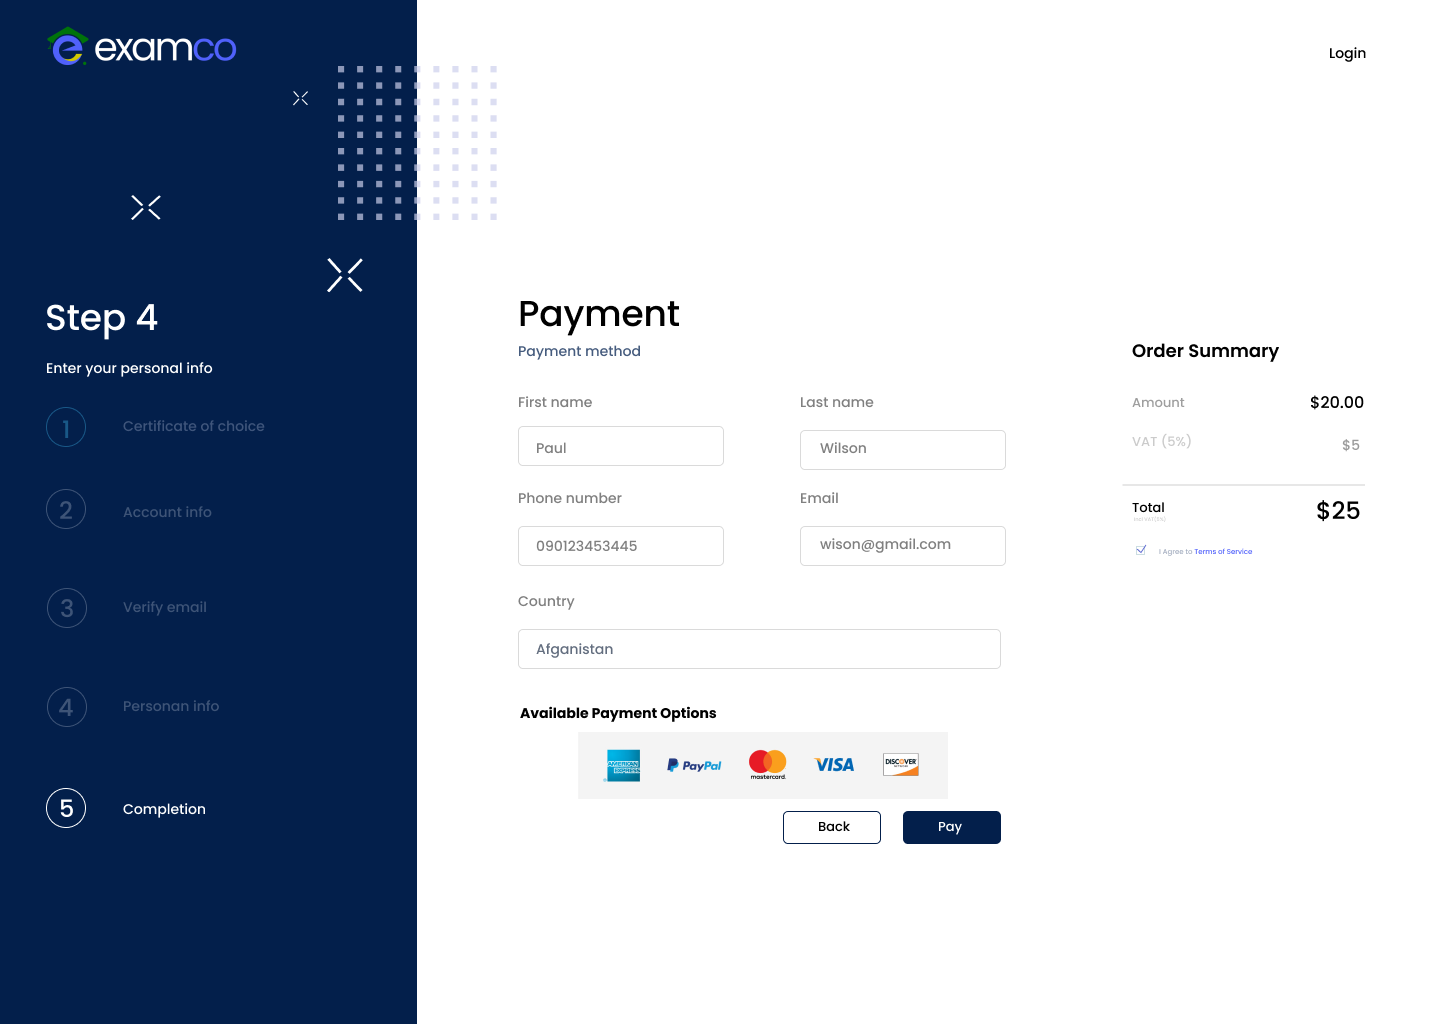 examco
Login
Step 4
Enter your personal info
1 Certificate of choice
2 Account info
3 Verify email
4 Personan info
5 Completion
Payment
Payment method
First name Last name
Paul Wilson
Phone number Email
090123453445 wison@gmail.com
Country
Afganistan
Available Payment Options
AMERICAN EXPRESS PayPal mastercard VISA DISCOVER
Back Pay
Order Summary
Amount $20.00
VAT (5%) $5
Total $25
I Agree to Terms of Service